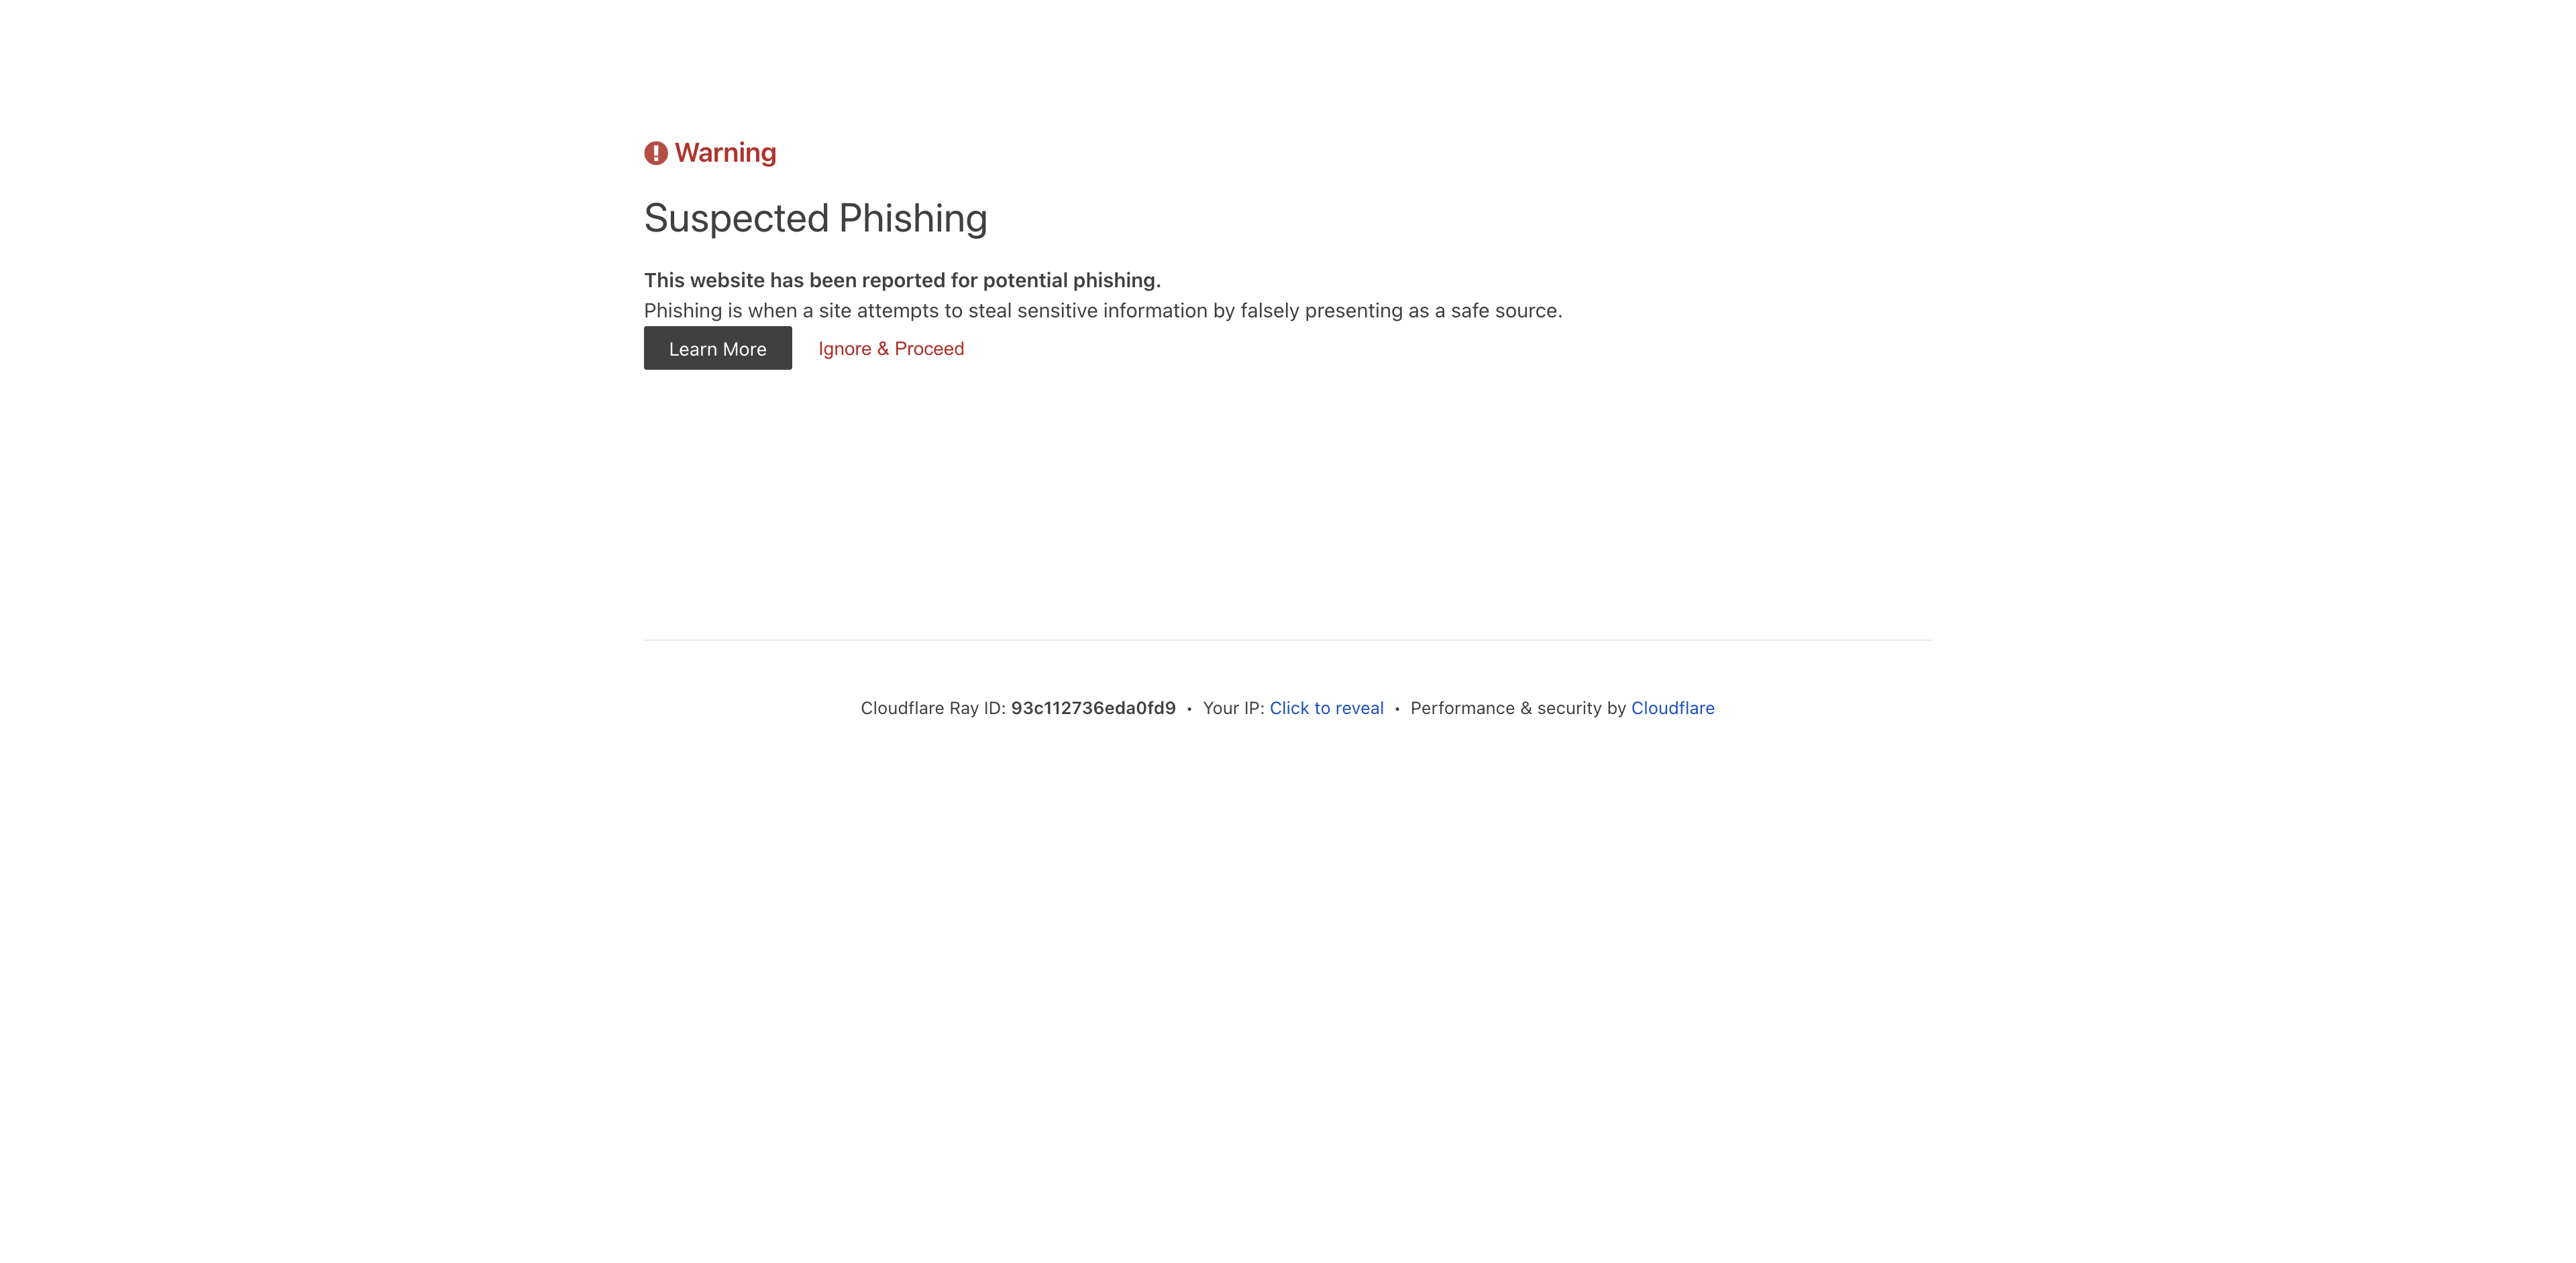 Warning
Suspected Phishing
This website has been reported for potential phishing.
Phishing is when a site attempts to steal sensitive information by falsely presenting as a safe source.
Learn More Ignore & Proceed
Cloudflare Ray ID: 93c112736eda0fd9 • Your IP: Click to reveal • Performance & security by Cloudflare